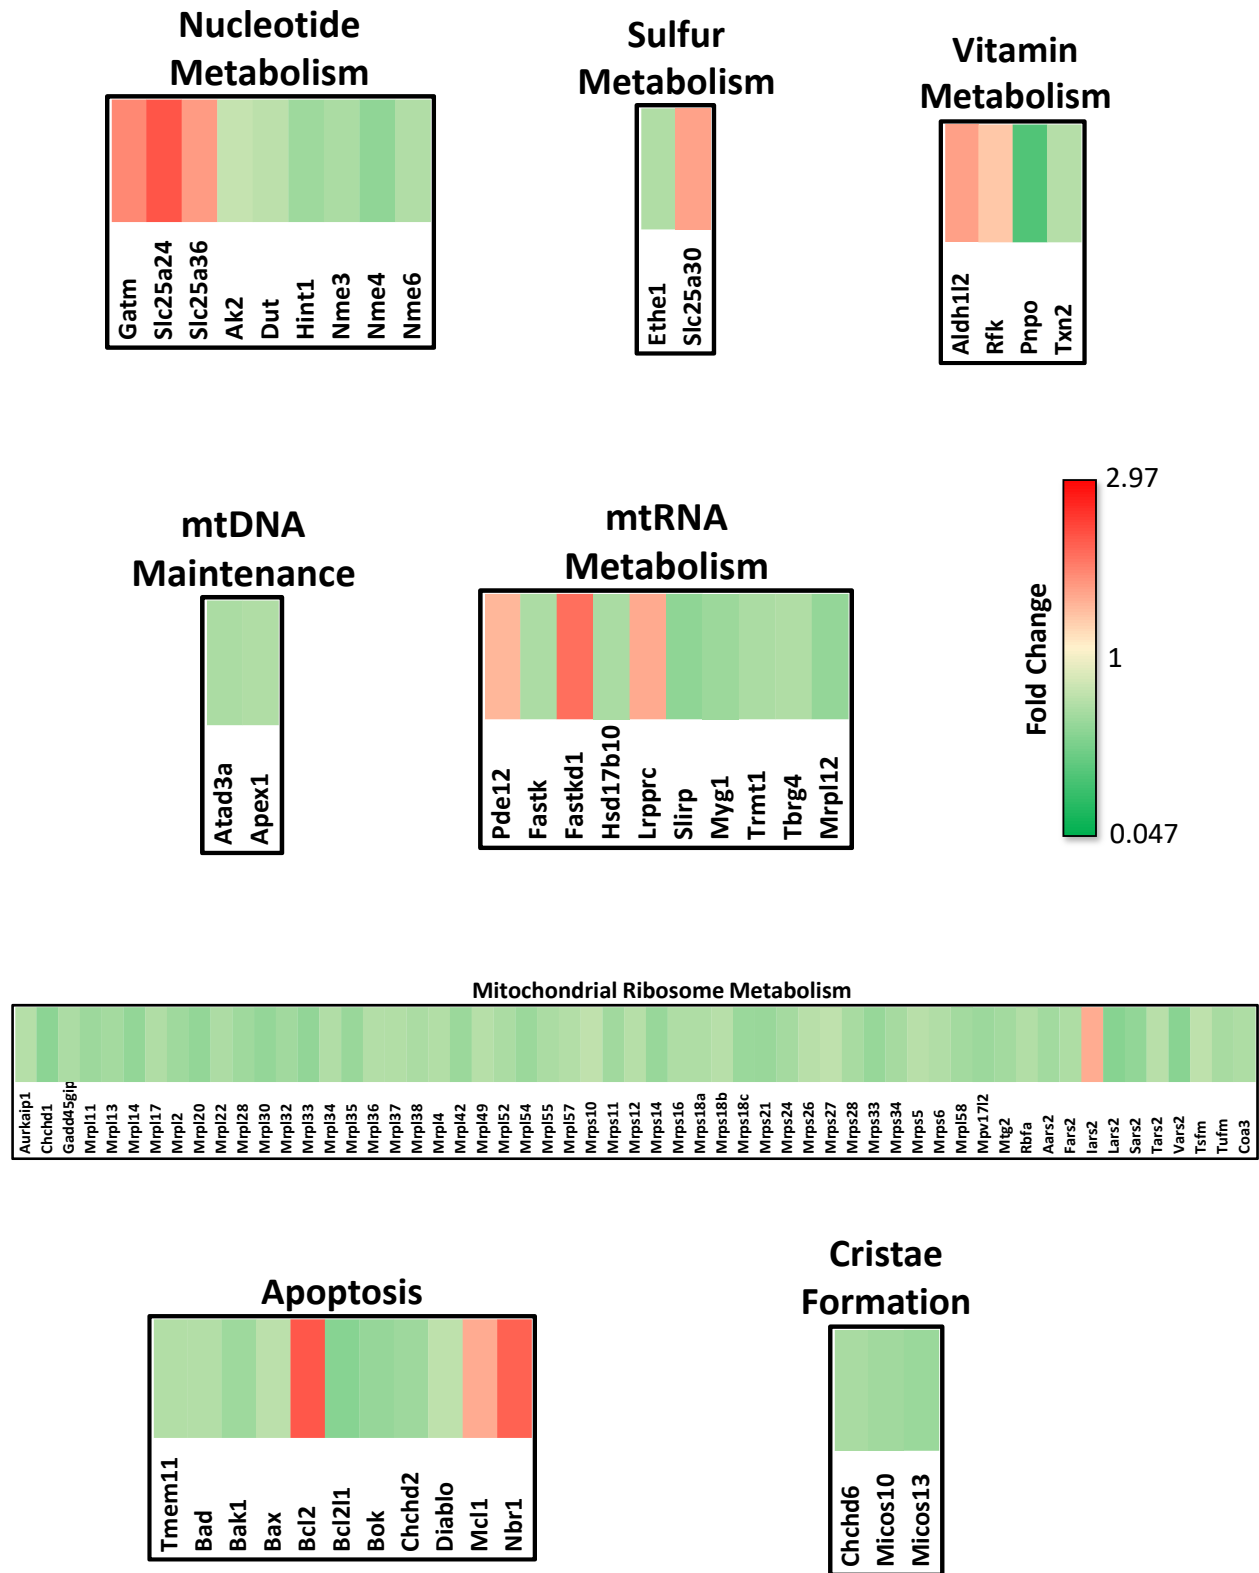 Nucleotide
Metabolism
Gatm
Slc25a24
Slc25a36
Ak2
Dut
Hint1
Nme3
Nme4
Nme6
Sulfur
Metabolism
Ethe1
Slc25a30
Vitamin
Metabolism
Aldh1l2
Rfk
Pnpo
Txn2
mtDNA
Maintenance
Atad3a
Apex1
mtRNA
Metabolism
Pde12
Fastk
Fastkd1
Hsd17b10
Lrpprc
Slirp
Myg1
Trmt1
Tbrg4
Mrpl12
Fold Change
2.97
1
0.047
Mitochondrial Ribosome Metabolism
Aurkaip1
Chchd1
Gadd45gip
Mrpl11
Mrpl13
Mrpl14
Mrpl17
Mrpl2
Mrpl20
Mrpl22
Mrpl28
Mrpl30
Mrpl32
Mrpl33
Mrpl34
Mrpl35
Mrpl36
Mrpl37
Mrpl38
Mrpl4
Mrpl42
Mrpl49
Mrpl52
Mrpl54
Mrpl55
Mrpl57
Mrps10
Mrps11
Mrps12
Mrps14
Mrps16
Mrps18a
Mrps18b
Mrps18c
Mrps21
Mrps24
Mrps26
Mrps27
Mrps28
Mrps33
Mrps34
Mrps5
Mrps6
Mrpl58
Mpv17l2
Mtg2
Rbfa
Aars2
Fars2
Iars2
Lars2
Sars2
Tars2
Vars2
Tsfm
Tufm
Coa3
Apoptosis
Tmem11
Bad
Bak1
Bax
Bcl2
Bcl2l1
Bok
Chchd2
Diablo
Mcl1
Nbr1
Cristae
Formation
Chchd6
Micos10
Micos13